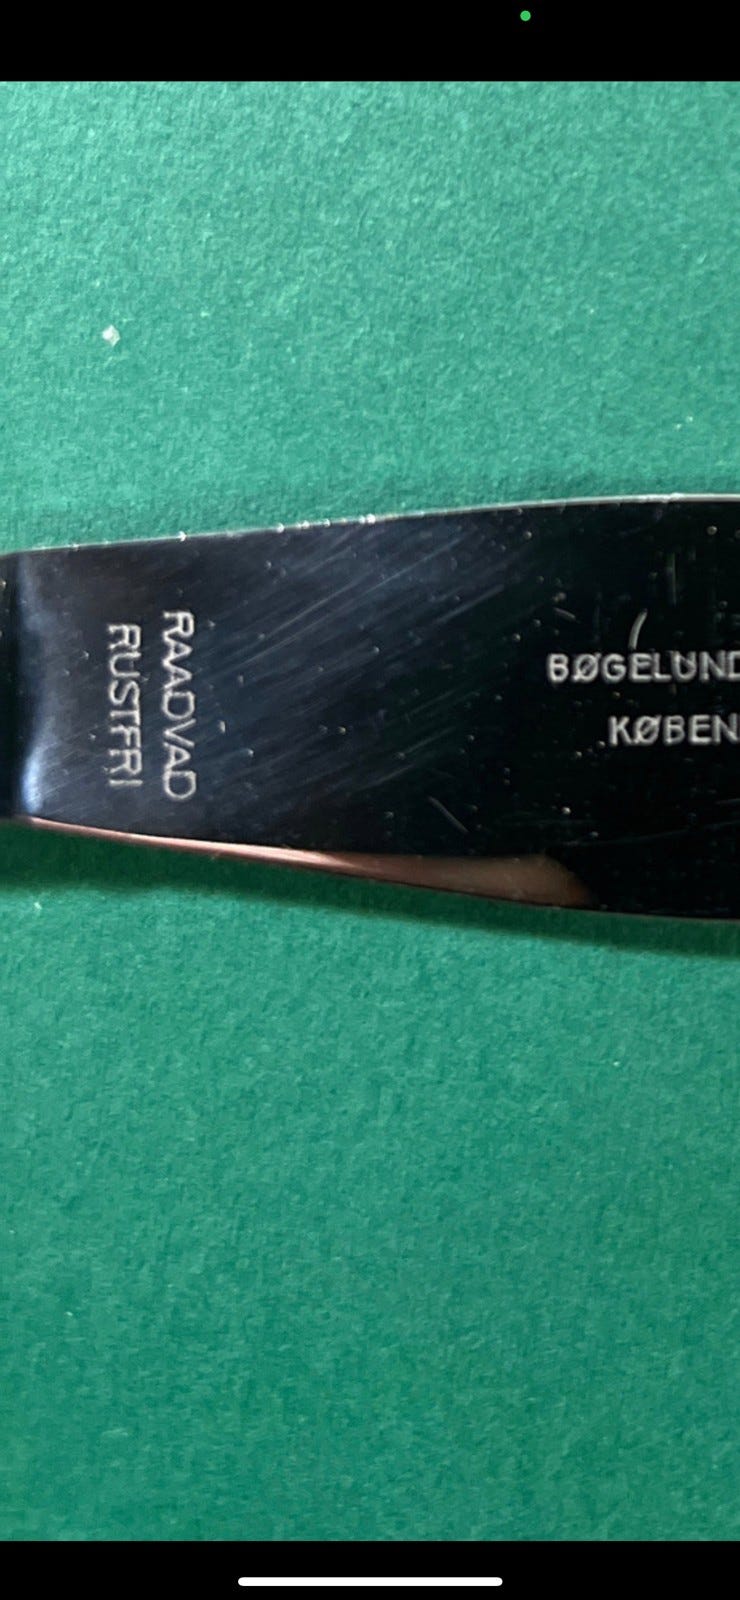 RAADVAD
RUSTFRI
BØGELUND
KØBEN